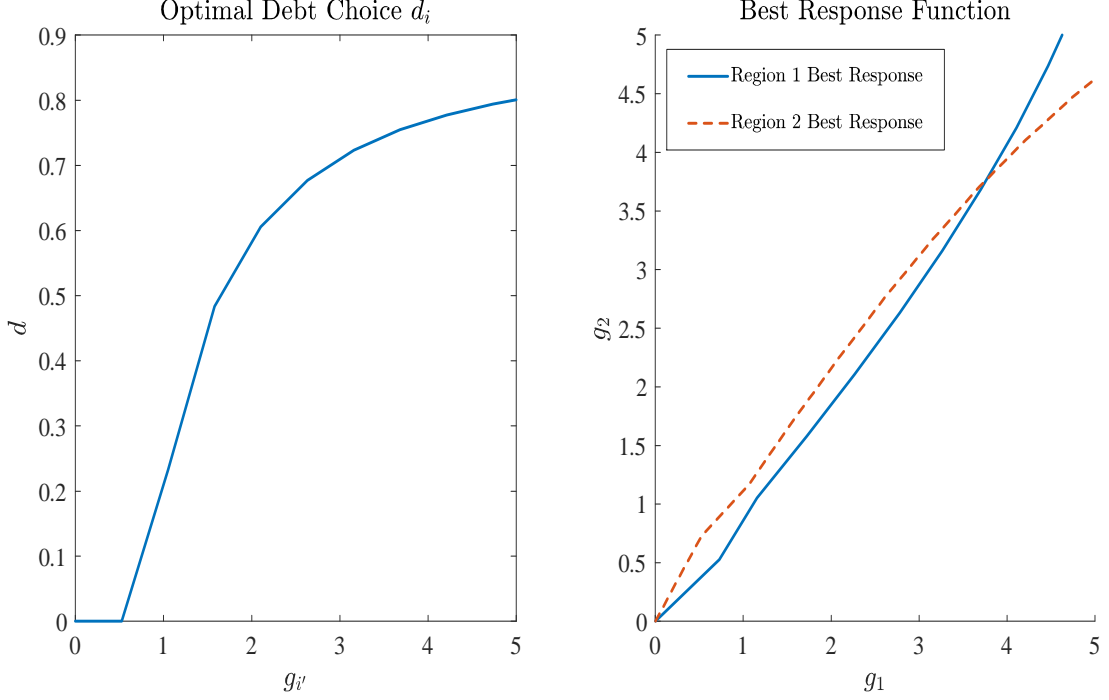 Optimal Debt Choice d_i
0.9
0.8
0.7
0.6
0.5
0.4
0.3
0.2
0.1
0
d
0 1 2 3 4 5
g_{i'}
Best Response Function
Region 1 Best Response
Region 2 Best Response
5
4.5
4
3.5
3
2.5
2
1.5
1
0.5
0
g_2
0 1 2 3 4 5
g_1